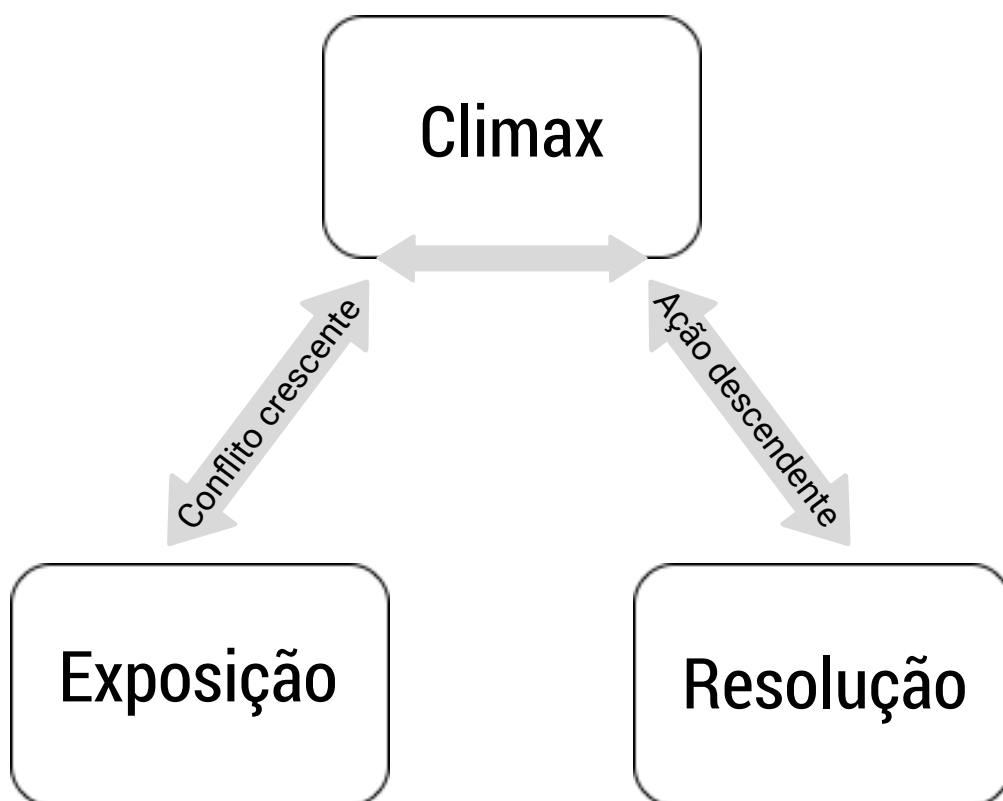 Climax
Conflito crescente
Ação descendente
Exposição
Resolução